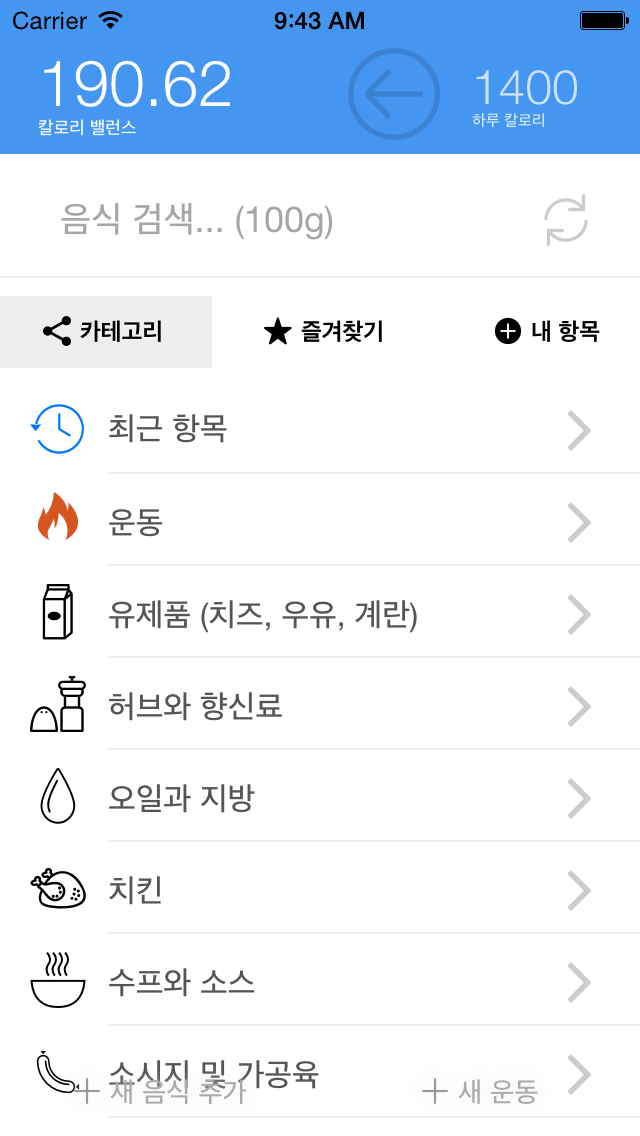 Carrier 9:43 AM
190.62 1400
칼로리 밸런스 하루 칼로리
음식 검색... (100g)
카테고리 즐겨찾기 내 항목
최근 항목
운동
유제품 (치즈, 우유, 계란)
허브와 향신료
오일과 지방
치킨
수프와 소스
소시지 및 가공육
새 음식 추가 새 운동